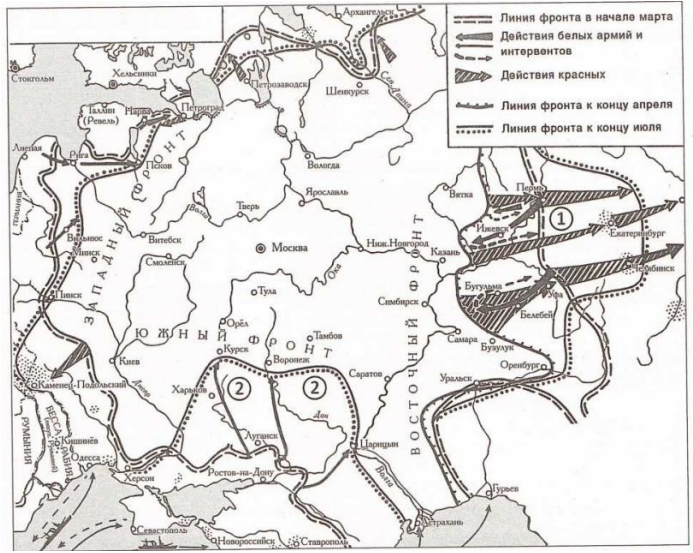 Линия фронта в начале марта
Действия белых армий и
интервентов
Действия красных
Линия фронта к концу апреля
Линия фронта к концу июля
Архангельск
Стокгольм
Хельсинки
Петрозаводск
Шенкурск
Сев. Двина
Таллин
(Ревель)
Нарва
Петроград
Лиепая
Рига
Псков
Вологда
Вятка
Пермь
Ярославль
Тверь
(Волга)
Ижевск
1
Екатеринбург
Вильнюс
Витебск
Москва
Ниж.Новгород
Казань
Минск
Смоленск
Ока
Бугульма
Челябинск
Уфа
Пинск
Тула
Симбирск
Белебей
ЗАПАДНЫЙ ФРОНТ
ЮЖНЫЙ ФРОНТ
ВОСТОЧНЫЙ ФРОНТ
Орёл
Тамбов
Самара
Бузулук
Киев
Курск
Воронеж
Оренбург
Каменец-Подольский
Днепр
Харьков
2
2
Саратов
Уральск
Дон
РУМЫНИЯ
БЕССАРАБИЯ
Кишинёв
Луганск
Царицын
Одесса
Херсон
Ростов-на-Дону
Волга
Гурьев
Астрахань
Севастополь
Новороссийск
Ставрополь